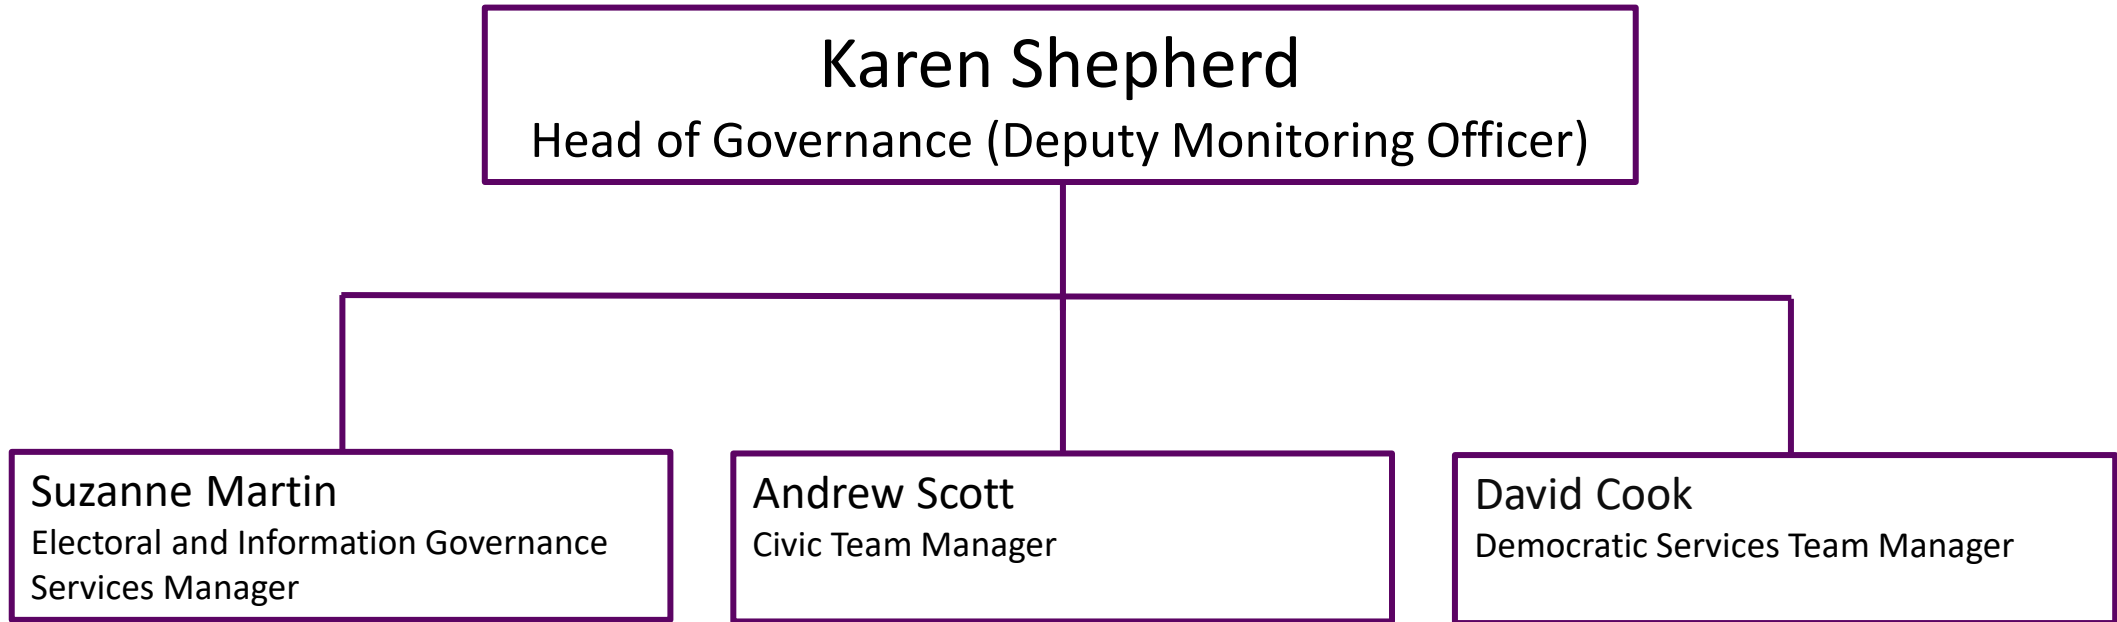 Karen Shepherd
Head of Governance (Deputy Monitoring Officer)
Suzanne Martin
Electoral and Information Governance
Services Manager
Andrew Scott
Civic Team Manager
David Cook
Democratic Services Team Manager